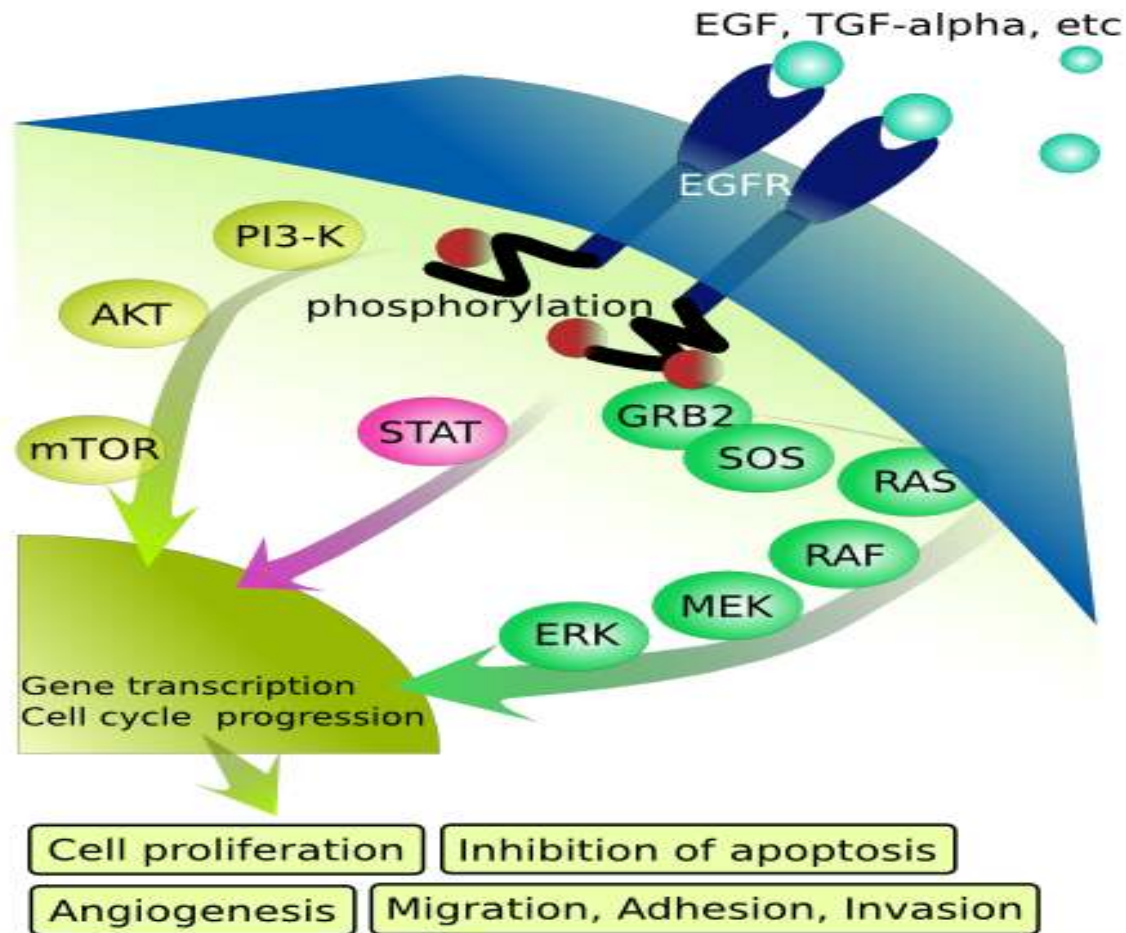 EGF, TGF-alpha, etc
EGFR
PI3-K
phosphorylation
AKT
GRB2
STAT
mTOR
SOS
RAS
RAF
MEK
ERK
Gene transcription
Cell cycle progression
Cell proliferation
Inhibition of apoptosis
Angiogenesis
Migration, Adhesion, Invasion